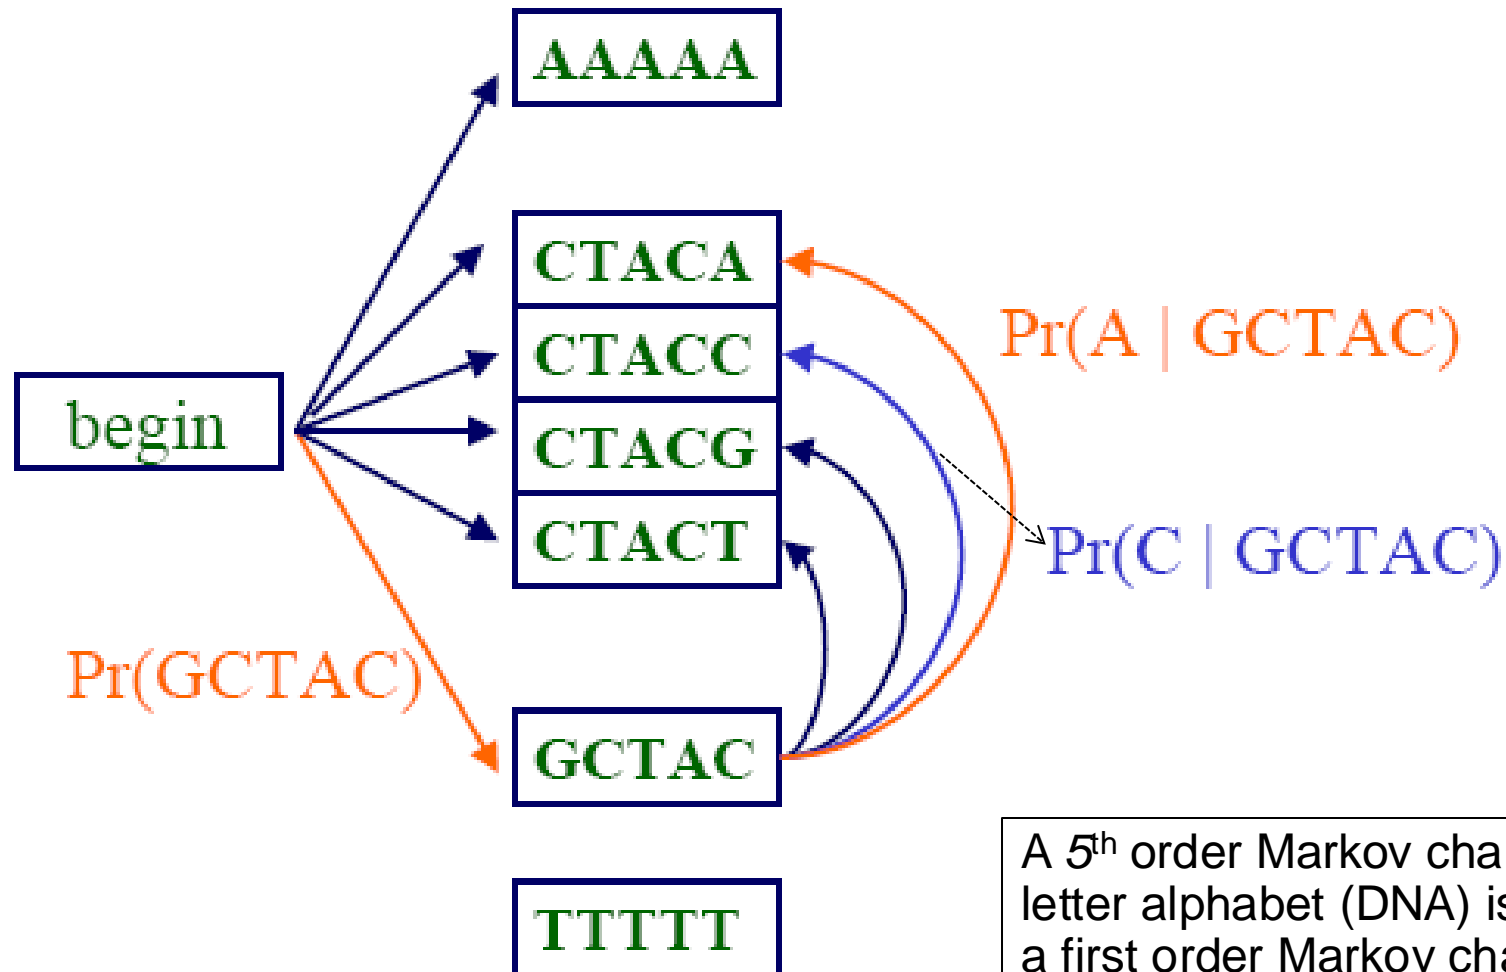 AAAAA
CTACA
CTACC
CTACG
CTACT
begin
Pr(A | GCTAC)
Pr(C | GCTAC)
Pr(GCTAC)
GCTAC
TTTTT
A 5th order Markov cha
letter alphabet (DNA) is
a first order Markov cha